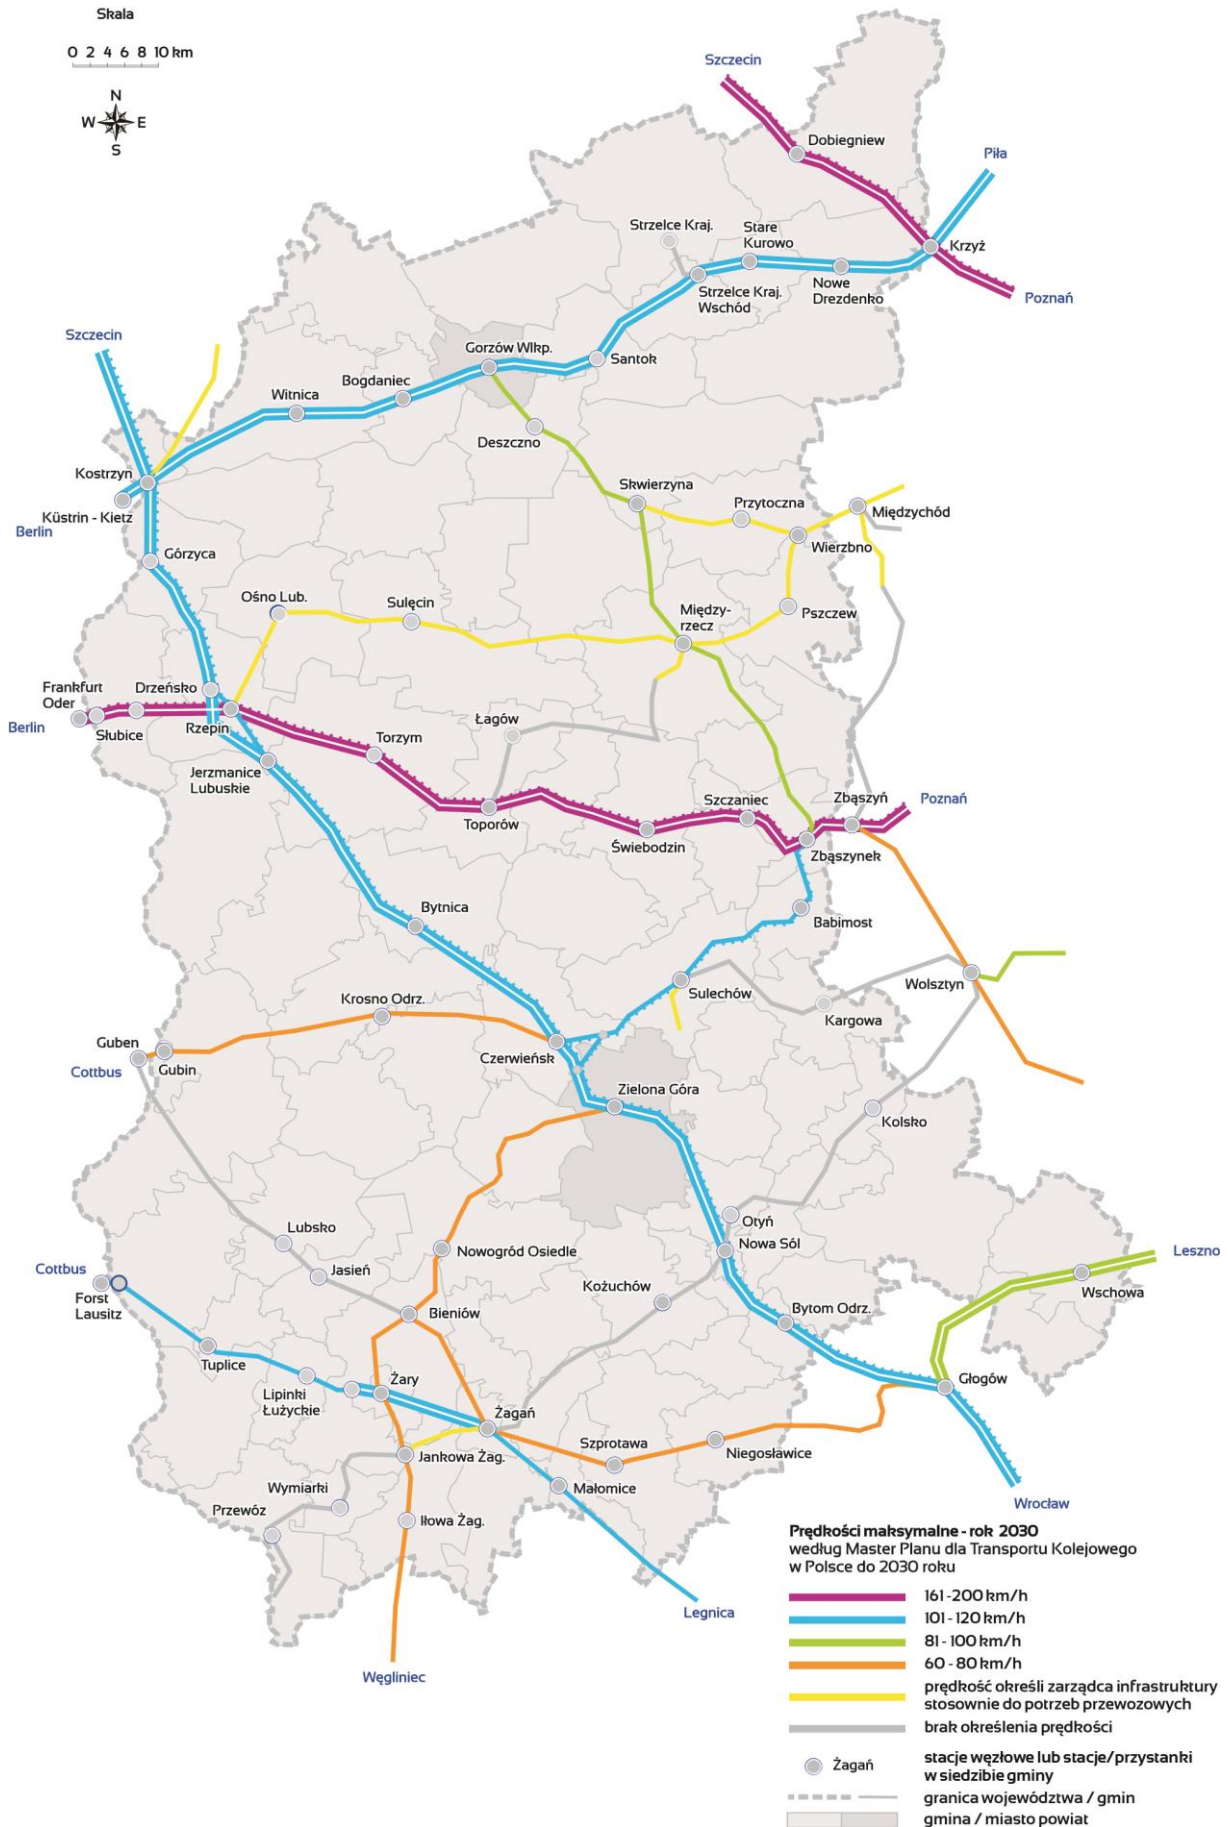 Skala
0 2 4 6 8 10 km
N
W E
S
Szczecin
Dobiegniew
Piła
Strzelce Kraj.
Stare
Kurowo
Krzyż
Strzelce Kraj.
Wschód
Nowe
Drezdenko
Poznań
Szczecin
Gorzów Wlkp.
Santok
Bogdaniec
Witnica
Deszczno
Kostrzyn
Skwierzyna
Przytoczna
Międzychód
Küstrin - Kietz
Berlin
Wierzbno
Górzyca
Ośno Lub.
Sulęcin
Między-
rzecz
Pszczew
Frankfurt
Oder
Drzeńsko
Łagów
Berlin
Słubice
Rzepin
Torzym
Jerzmanice
Lubuskie
Toporów
Szczaniec
Zbąszyń
Poznań
Świebodzin
Zbąszynek
Bytnica
Babimost
Wolsztyn
Krosno Odrz.
Sulechów
Kargowa
Guben
Cottbus
Gubin
Czerwieńsk
Zielona Góra
Kolsko
Otyń
Lubsko
Nowogród Osiedle
Nowa Sól
Leszno
Cottbus
Jasień
Kożuchów
Wschowa
Forst
Lausitz
Bieniów
Bytom Odrz.
Tuplice
Lipinki
Łużyckie
Żary
Głogów
Żagań
Szprotawa
Niegosławice
Jankowa Żag.
Wymiarki
Małomice
Przewóz
Iłowa Żag.
Wrocław
Legnica
Węgliniec
Prędkości maksymalne - rok 2030
według Master Planu dla Transportu Kolejowego
w Polsce do 2030 roku
161 - 200 km/h
101 - 120 km/h
81 - 100 km/h
60 - 80 km/h
prędkość określi zarządca infrastruktury
stosownie do potrzeb przewozowych
brak określenia prędkości
Żagań
stacje węzłowe lub stacje/przystanki
w siedzibie gminy
granica województwa / gmin
gmina / miasto powiat